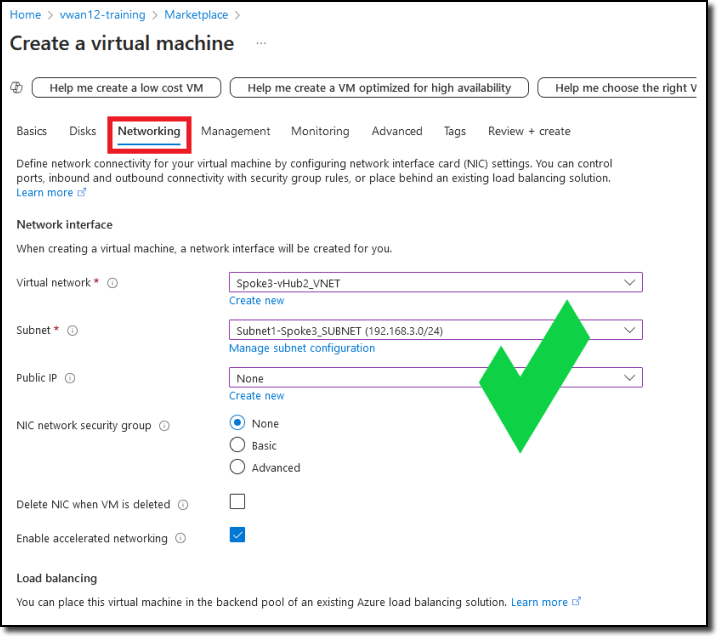 Home > vwan12-training > Marketplace >
Create a virtual machine ...
Help me create a low cost VM Help me create a VM optimized for high availability Help me choose the right V
Basics Disks Networking Management Monitoring Advanced Tags Review + create
Define network connectivity for your virtual machine by configuring network interface card (NIC) settings. You can control
ports, inbound and outbound connectivity with security group rules, or place behind an existing load balancing solution.
Learn more
Network interface
When creating a virtual machine, a network interface will be created for you.
Virtual network * Spoke3-vHub2_VNET
Create new
Subnet * Subnet1-Spoke3_SUBNET (192.168.3.0/24)
Manage subnet configuration
Public IP None
Create new
NIC network security group None
Basic
Advanced
Delete NIC when VM is deleted
Enable accelerated networking
Load balancing
You can place this virtual machine in the backend pool of an existing Azure load balancing solution. Learn more